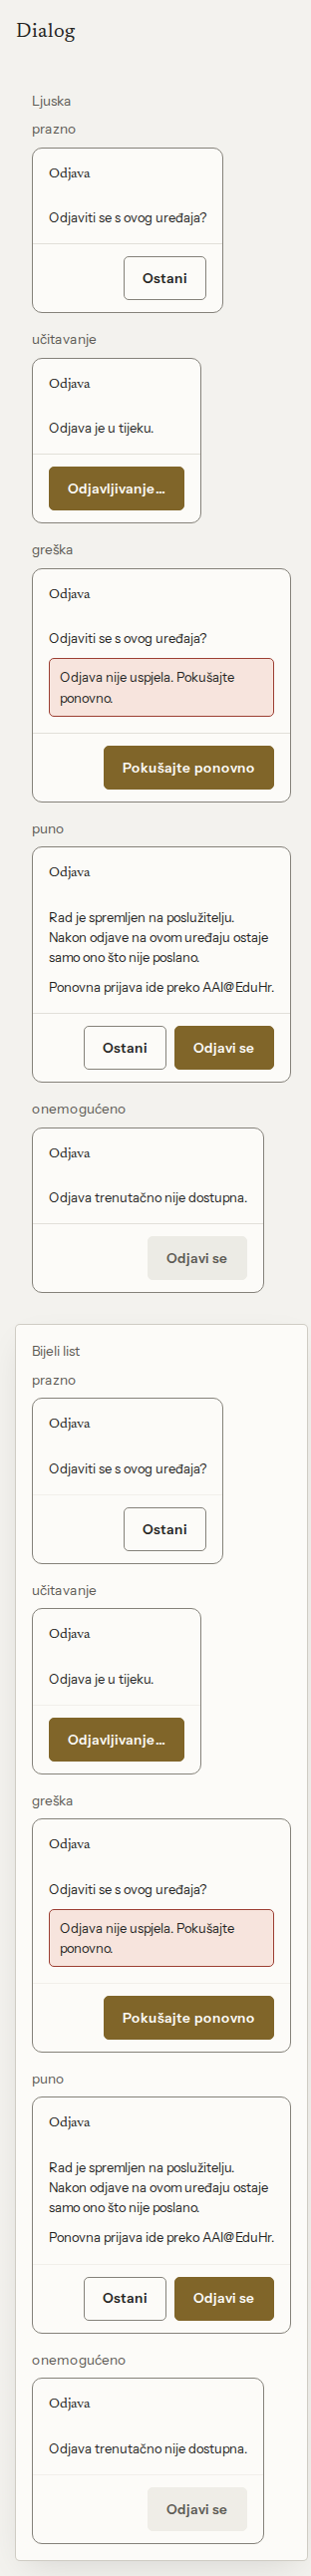 Dialog
Ljuska
prazno
Odjava
Odjaviti se s ovog uređaja?
Ostani
učitavanje
Odjava
Odjava je u tijeku.
Odjavljivanje…
greška
Odjava
Odjaviti se s ovog uređaja?
Odjava nije uspjela. Pokušajte
ponovno.
Pokušajte ponovno
puno
Odjava
Rad je spremljen na poslužitelju.
Nakon odjave na ovom uređaju ostaje
samo ono što nije poslano.
Ponovna prijava ide preko AAI@EduHr.
Ostani
Odjavi se
onemogućeno
Odjava
Odjava trenutačno nije dostupna.
Odjavi se
Bijeli list
prazno
Odjava
Odjaviti se s ovog uređaja?
Ostani
učitavanje
Odjava
Odjava je u tijeku.
Odjavljivanje…
greška
Odjava
Odjaviti se s ovog uređaja?
Odjava nije uspjela. Pokušajte
ponovno.
Pokušajte ponovno
puno
Odjava
Rad je spremljen na poslužitelju.
Nakon odjave na ovom uređaju ostaje
samo ono što nije poslano.
Ponovna prijava ide preko AAI@EduHr.
Ostani
Odjavi se
onemogućeno
Odjava
Odjava trenutačno nije dostupna.
Odjavi se